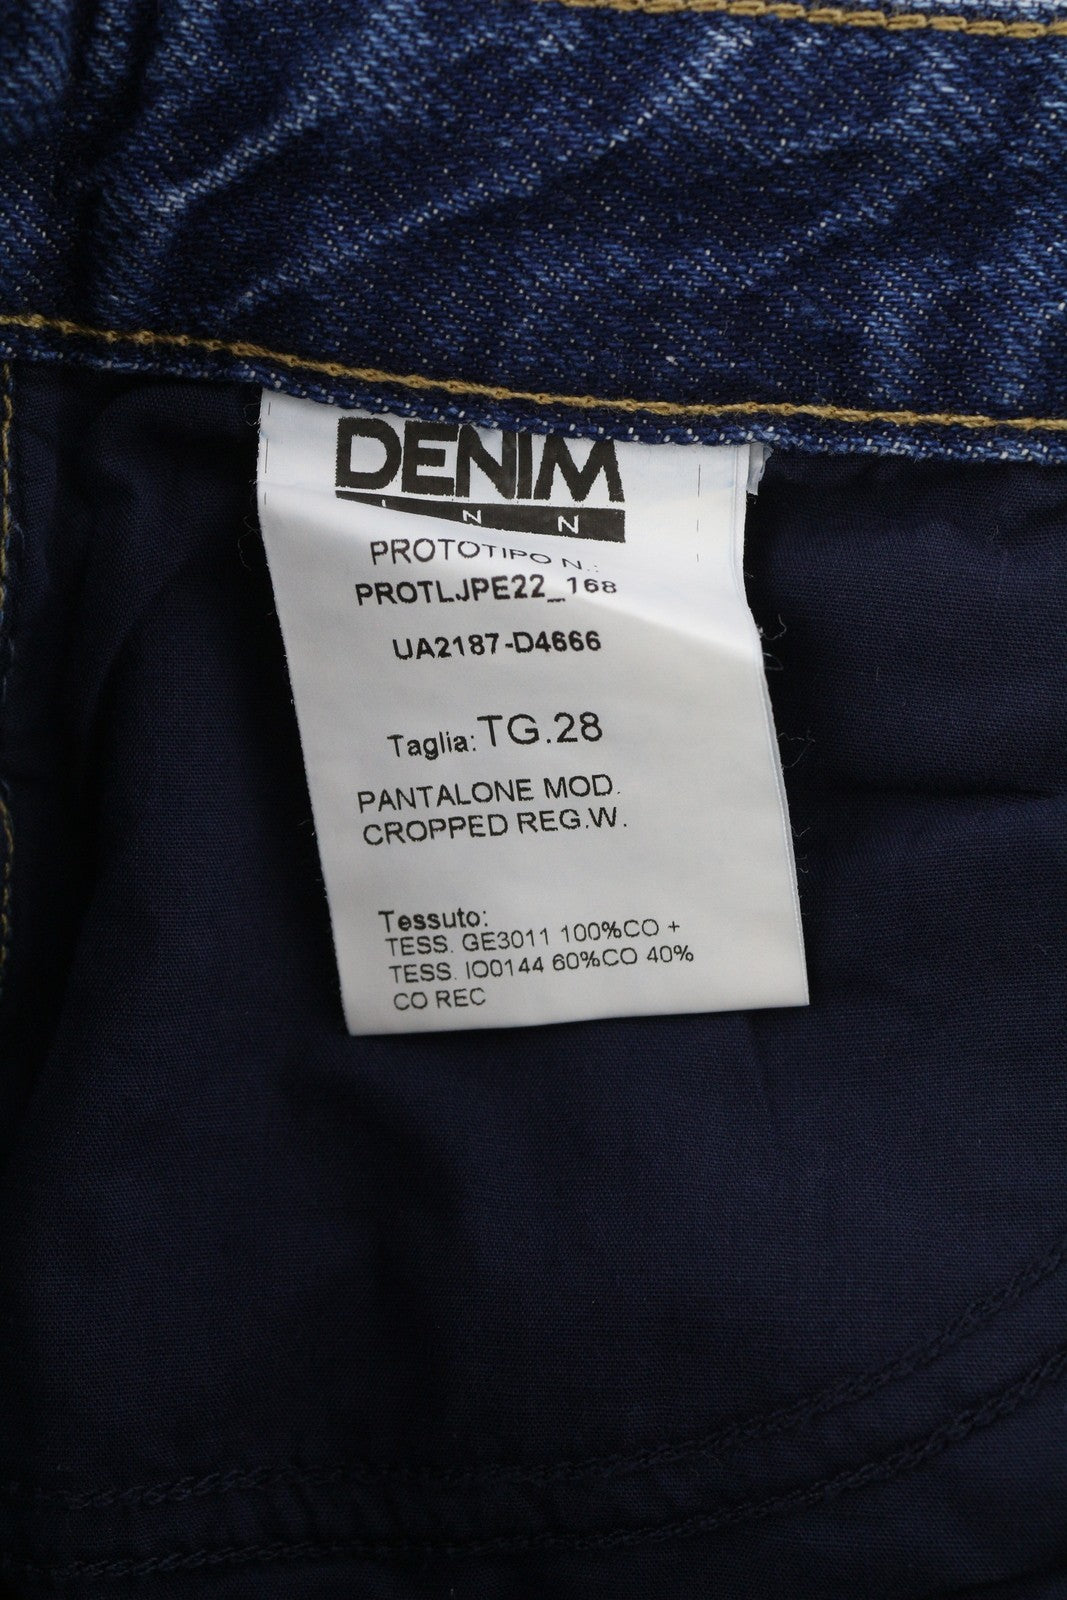 DENIM
INN
PROTOTIPO N.:
PROTLJPE22_168
UA2187-D4666
Taglia: TG.28
PANTALONE MOD.
CROPPED REG.W.
Tessuto:
TESS. GE3011 100%CO +
TESS. IO0144 60%CO 40%
CO REC